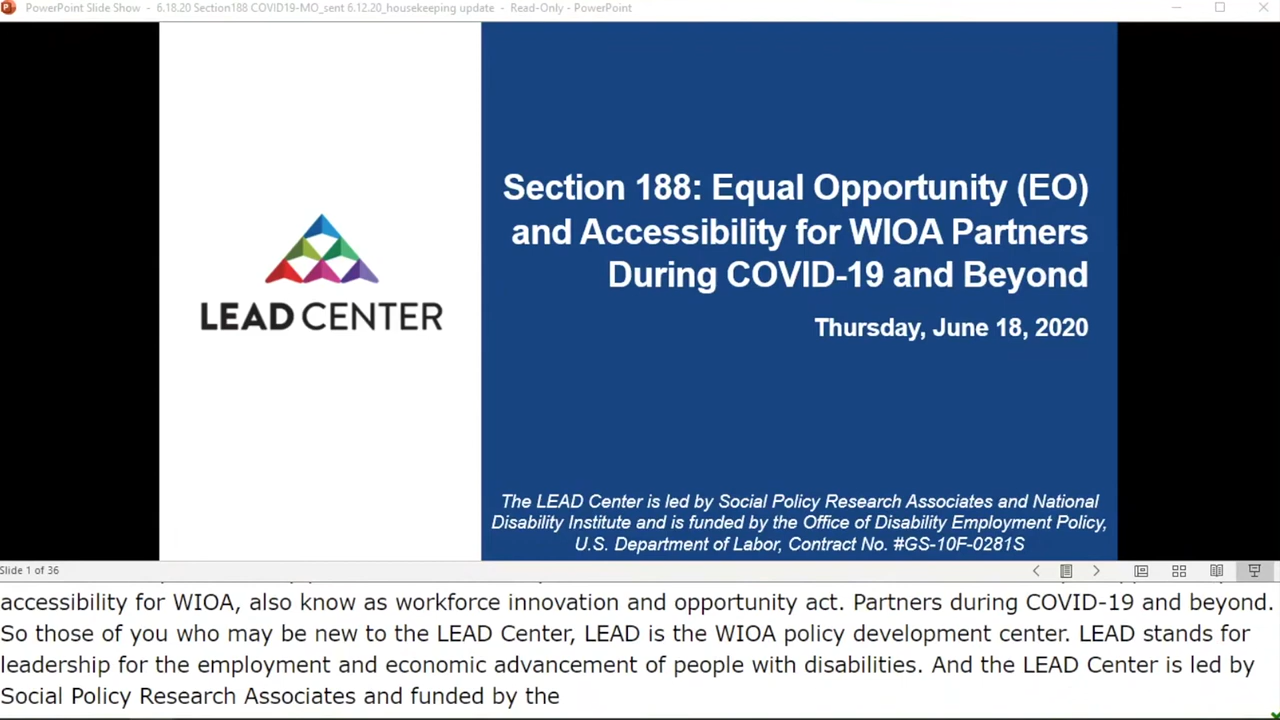 PowerPoint Slide Show - 6.18.20 Section188 COVID19-MO_sent 6.12.20_housekeeping update - Read-Only - PowerPoint
Section 188: Equal Opportunity (EO)
and Accessibility for WIOA Partners
During COVID-19 and Beyond
Thursday, June 18, 2020
LEAD CENTER
The LEAD Center is led by Social Policy Research Associates and National
Disability Institute and is funded by the Office of Disability Employment Policy,
U.S. Department of Labor, Contract No. #GS-10F-0281S
Slide 1 of 36
accessibility for WIOA, also know as workforce innovation and opportunity act. Partners during COVID-19 and beyond.
So those of you who may be new to the LEAD Center, LEAD is the WIOA policy development center. LEAD stands for
leadership for the employment and economic advancement of people with disabilities. And the LEAD Center is led by
Social Policy Research Associates and funded by the